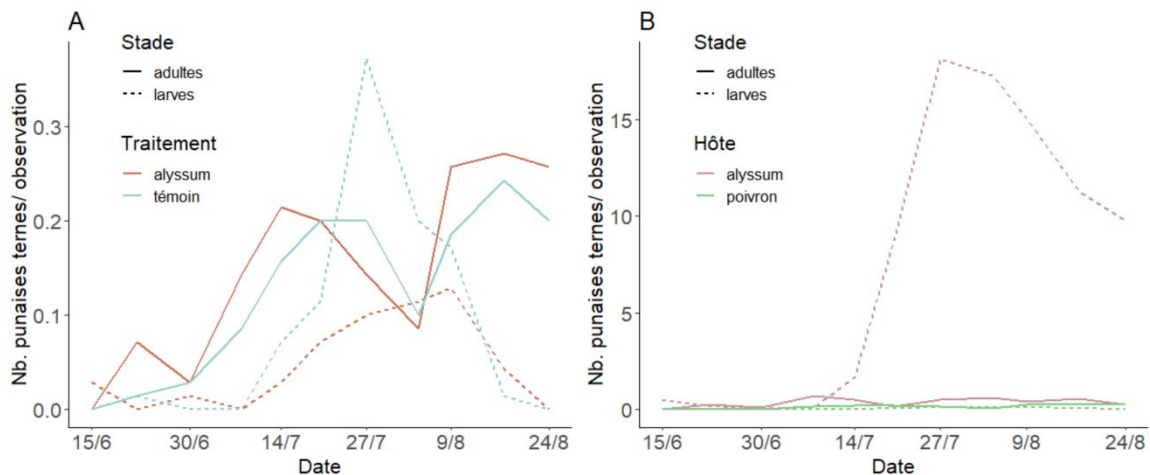 A
Stade
adultes
larves
Traitement
alyssum
témoin
Nb. punaises ternes/ observation
0.3
0.2
0.1
0.0
15/6 30/6 14/7 27/7 9/8 24/8
Date
B
Stade
adultes
larves
Hôte
alyssum
poivron
Nb. punaises ternes/ observation
15
10
5
0
15/6 30/6 14/7 27/7 9/8 24/8
Date